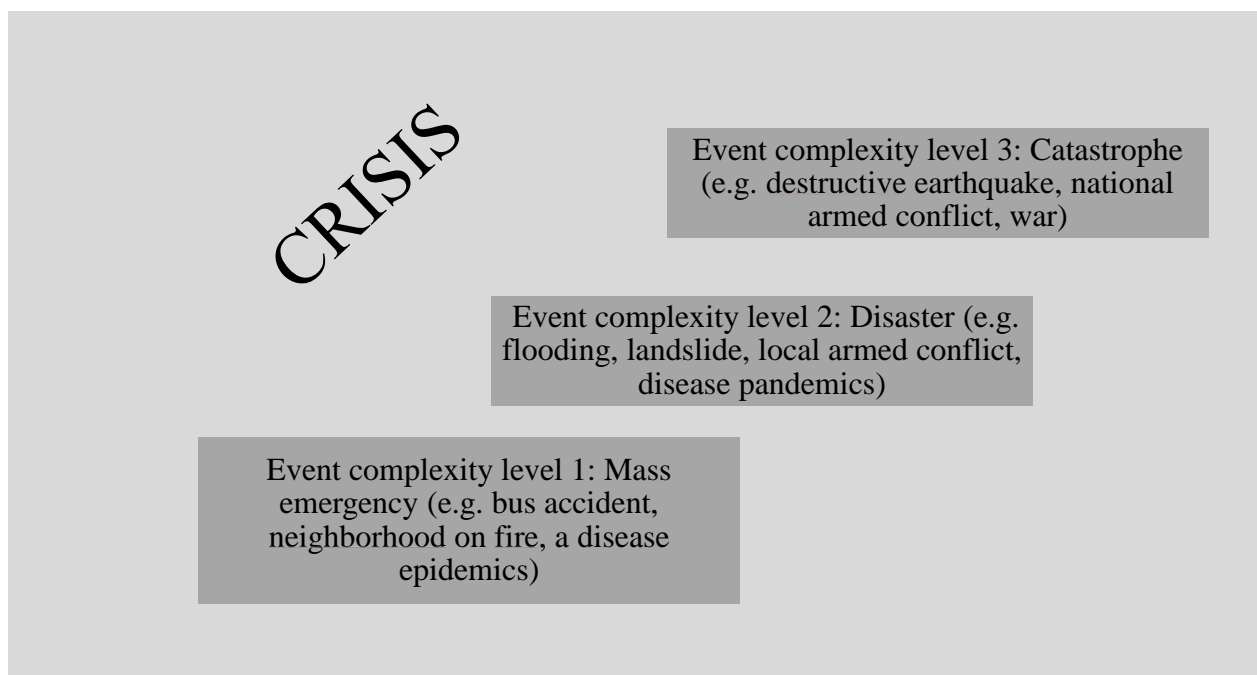 CRISIS
Event complexity level 3: Catastrophe
(e.g. destructive earthquake, national
armed conflict, war)
Event complexity level 2: Disaster (e.g.
flooding, landslide, local armed conflict,
disease pandemics)
Event complexity level 1: Mass
emergency (e.g. bus accident,
neighborhood on fire, a disease
epidemics)